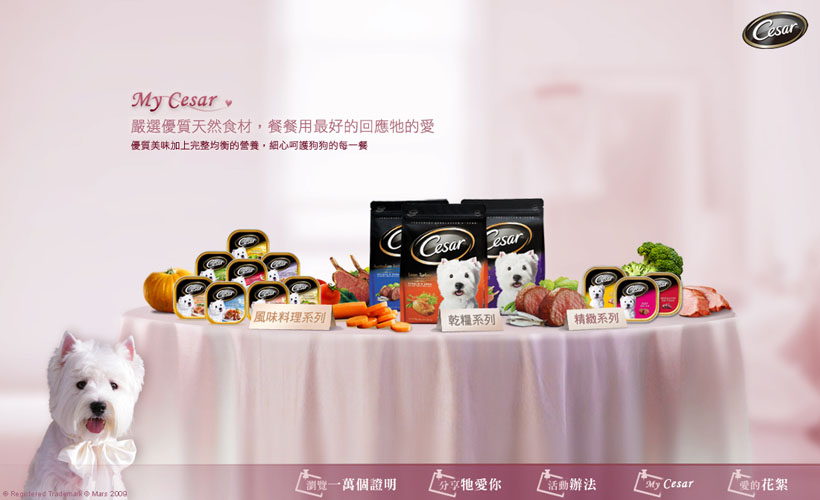 Cesar
My Cesar
嚴選優質天然食材，餐餐用最好的回應牠的愛
優質美味加上完整均衡的營養，細心呵護狗狗的每一餐
Cesar
Cesar
風味料理系列
乾糧系列
精緻系列
® Registered Trademark © Mars 2009
瀏覽一萬個證明
分享牠愛你
活動辦法
My Cesar
愛的花絮